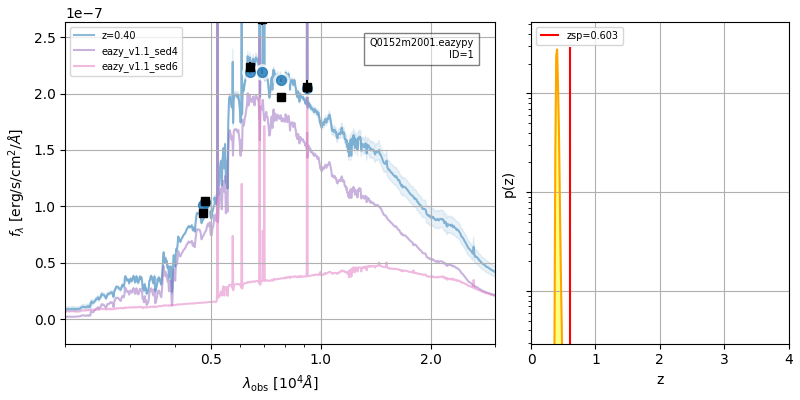 1e−7
z=0.40
eazy_v1.1_sed4
eazy_v1.1_sed6
Q0152m2001.eazypy
ID=1
zsp=0.603
2.5
2.0
1.5
1.0
0.5
0.0
f_λ [erg/s/cm²/Å]
p(z)
0.5
1.0
2.0
0
1
2
3
4
λ_obs [10⁴Å]
z